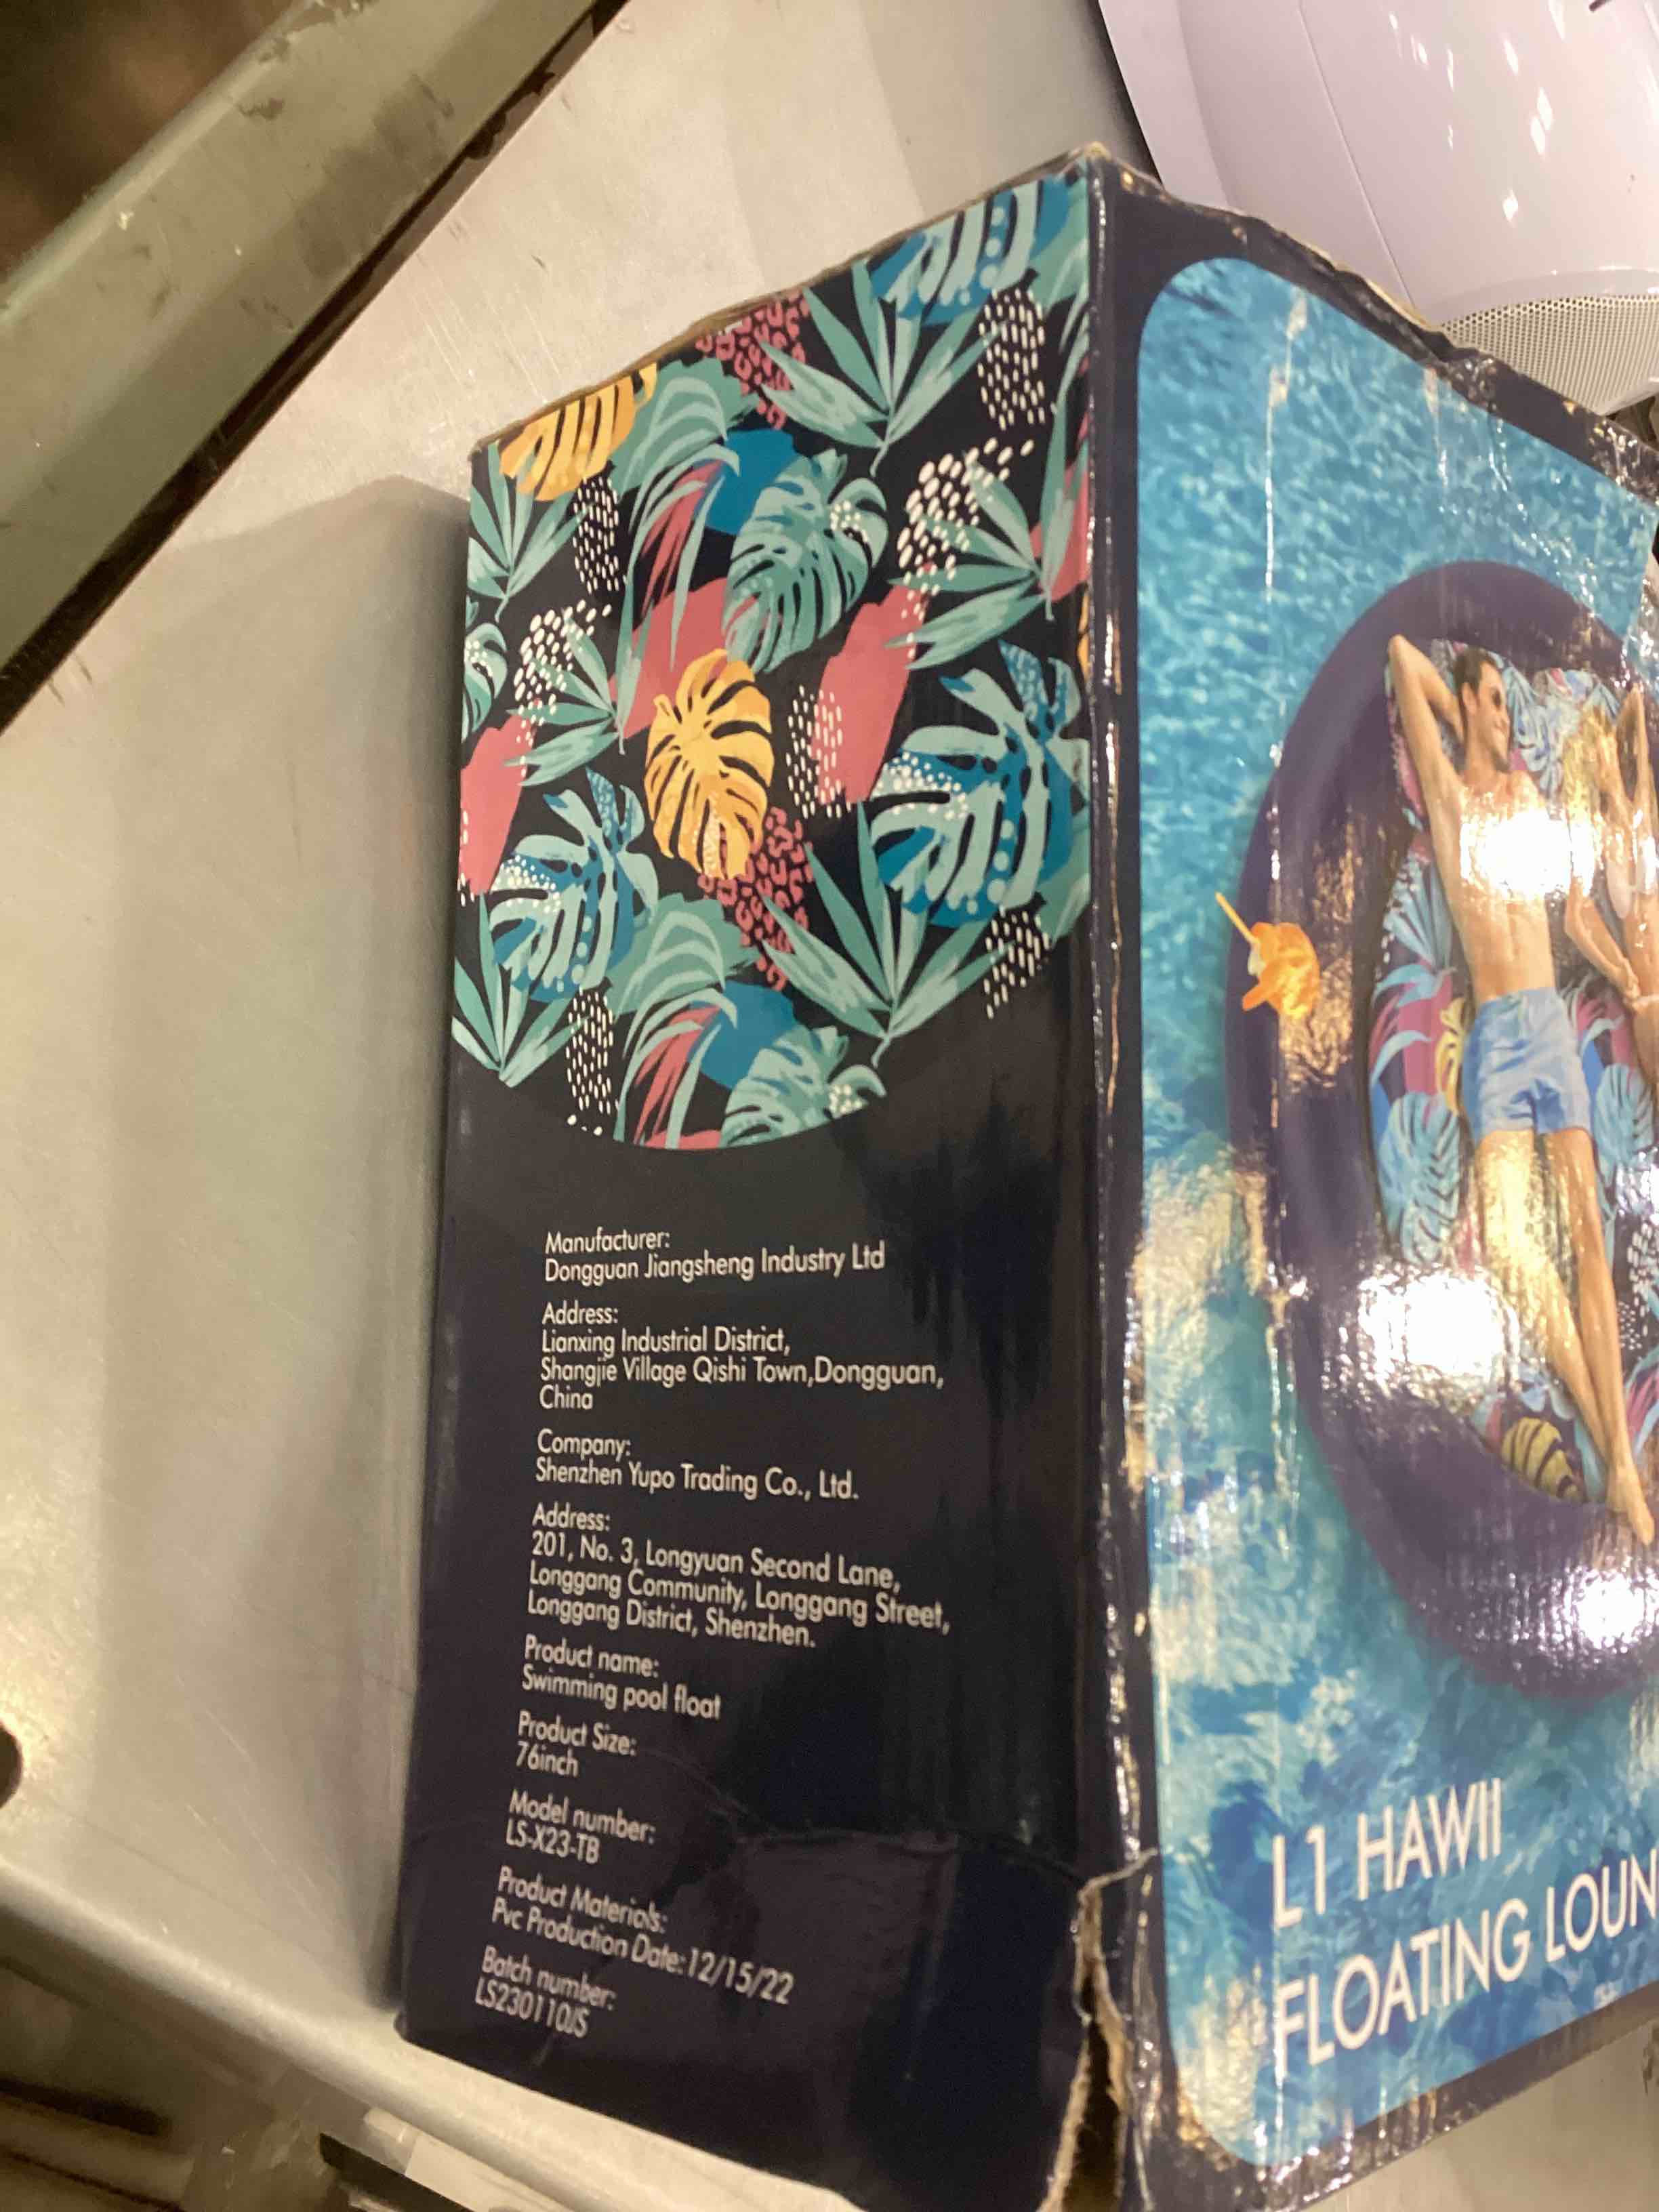 Manufacturer:
Dongguan Jiangsheng Industry Ltd
Address:
Lianxing Industrial District,
Shangjie Village Qishi Town,Dongguan,
China
Company:
Shenzhen Yupo Trading Co., Ltd.
Address:
201, No. 3, Longyuan Second Lane,
Longgang Community, Longgang Street,
Longgang District, Shenzhen.
Product name:
Swimming pool float
Product Size:
76inch
Model number:
LS-X23-TB
Product Materials:
Pvc Production Date:12/15/22
Batch number:
LS230110JS
L1 HAWII
FLOATING LOUN